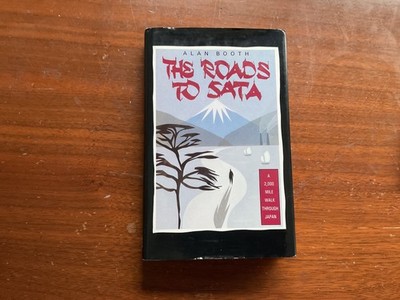 ALAN BOOTH
THE ROADS
TO SATA
A
2,000
MILE
WALK
THROUGH
JAPAN